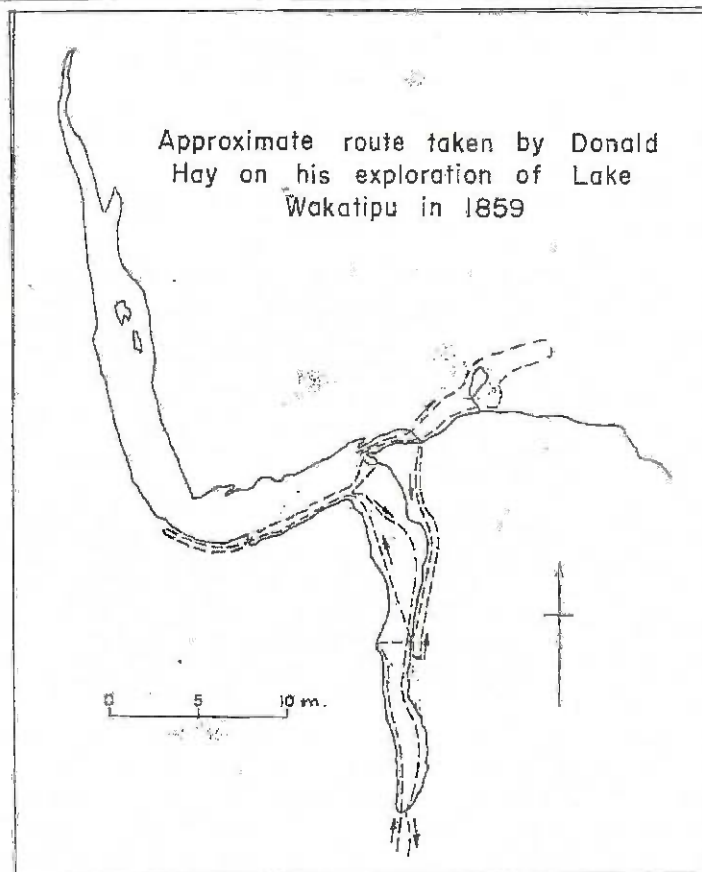 Approximate route taken by Donald
Hay on his exploration of Lake
Wakatipu in 1859
0 5 10 m.